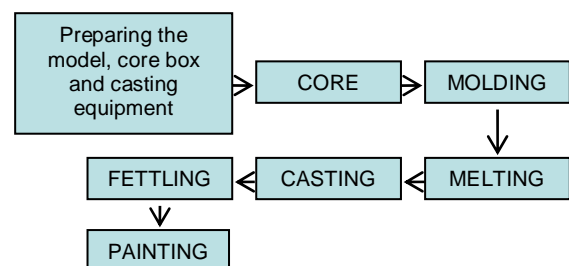 Preparing the
model, core box
and casting
equipment
CORE
MOLDING
MELTING
CASTING
FETTLING
PAINTING